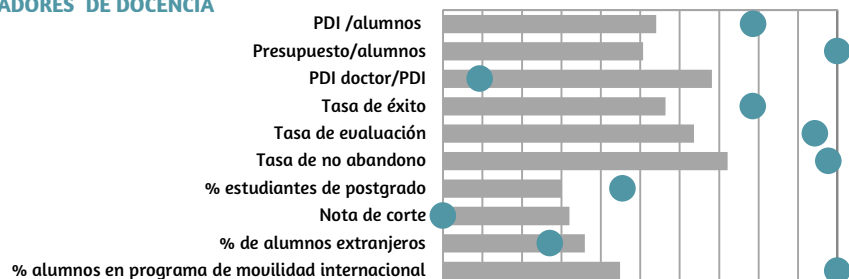 ADORES DE DOCENCIA
PDI /alumnos
Presupuesto/alumnos
PDI doctor/PDI
Tasa de éxito
Tasa de evaluación
Tasa de no abandono
% estudiantes de postgrado
Nota de corte
% de alumnos extranjeros
% alumnos en programa de movilidad internacional